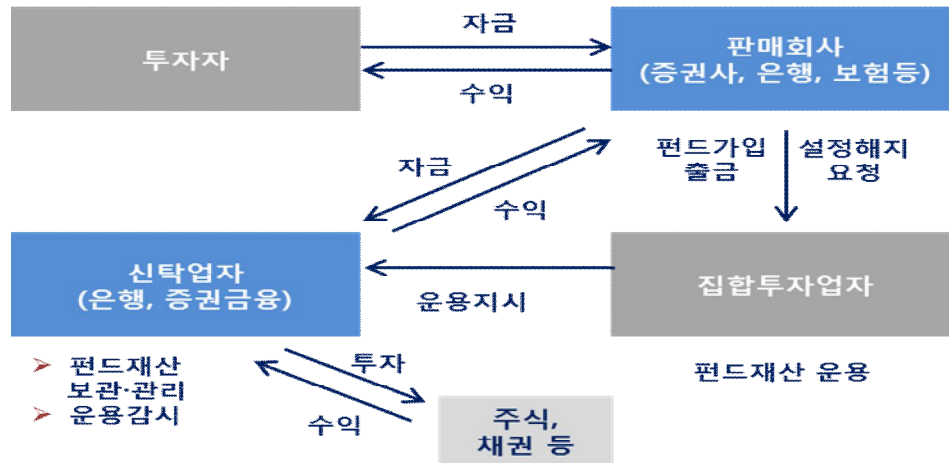 자금
투자자
판매회사
(증권사, 은행, 보험등)
수익
펀드가입
출금
설정해지
요청
자금
수익
신탁업자
(은행, 증권금융)
운용지시
집합투자업자
➢ 펀드재산
보관·관리
➢ 운용감시
투자
수익
주식,
채권 등
펀드재산 운용